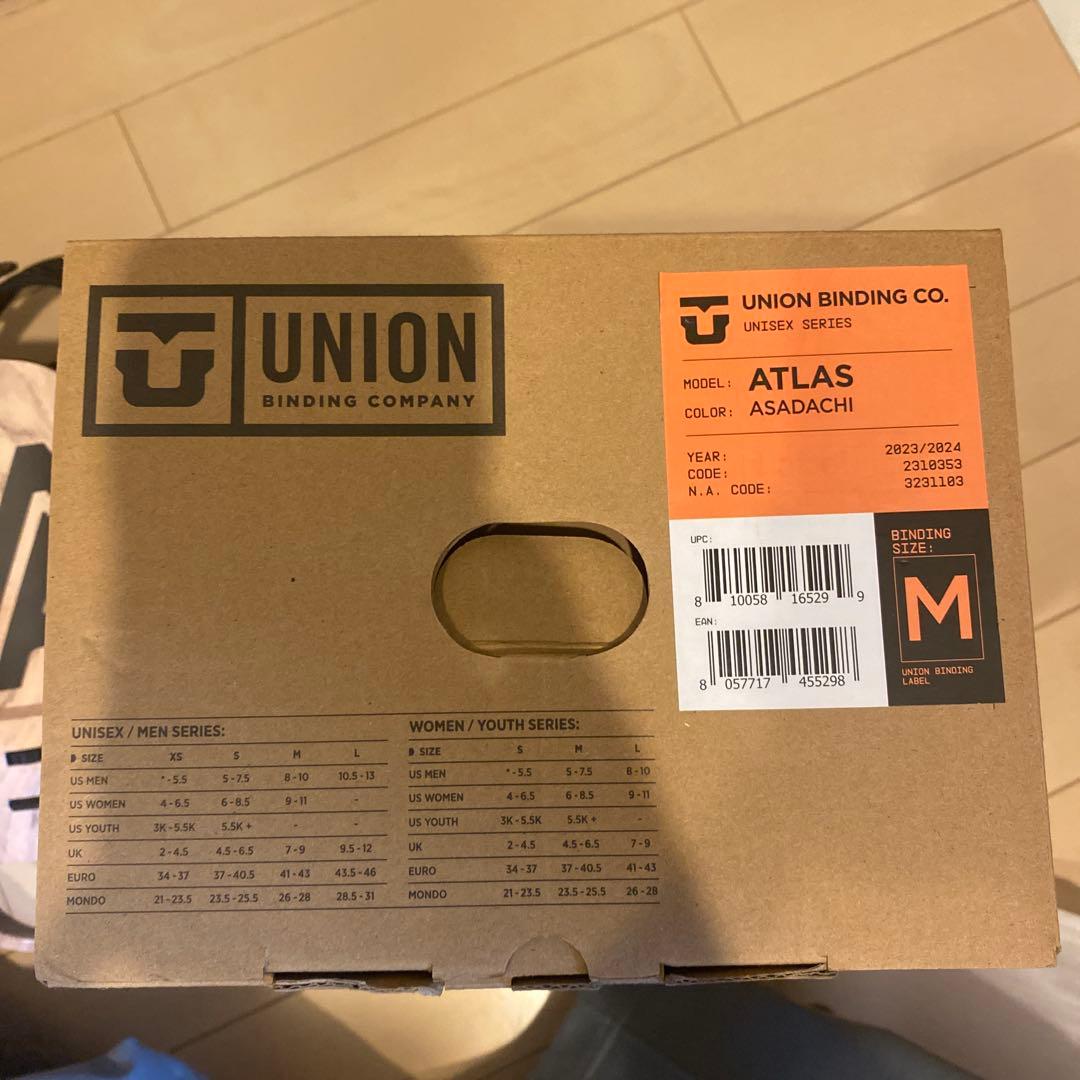 UNION
BINDING COMPANY
UNION BINDING CO.
UNISEX SERIES
MODEL: ATLAS
COLOR: ASADACHI
YEAR: 2023/2024
CODE: 2310353
N.A. CODE: 3231103
UPC:
8 10058 16529 9
EAN:
8 057717 455298
BINDING
SIZE:
M
UNION BINDING
LABEL
UNISEX / MEN SERIES:
SIZE XS S M L
US MEN *-5.5 5-7.5 8-10 10.5-13
US WOMEN 4-6.5 6-8.5 9-11 -
US YOUTH 3K-5.5K 5.5K + - -
UK 2-4.5 4.5-6.5 7-9 9.5-12
EURO 34-37 37-40.5 41-43 43.5-46
MONDO 21-23.5 23.5-25.5 26-28 28.5-31
WOMEN / YOUTH SERIES:
SIZE S M L
US MEN *-5.5 5-7.5 8-10
US WOMEN 4-6.5 6-8.5 9-11
US YOUTH 3K-5.5K 5.5K + -
UK 2-4.5 4.5-6.5 7-9
EURO 34-37 37-40.5 41-43
MONDO 21-23.5 23.5-25.5 26-28